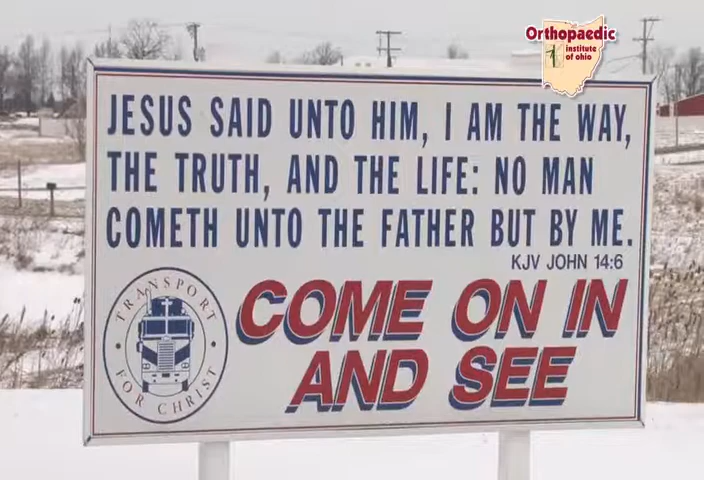 Orthopaedic
institute
of ohio
JESUS SAID UNTO HIM, I AM THE WAY,
THE TRUTH, AND THE LIFE: NO MAN
COMETH UNTO THE FATHER BUT BY ME.
KJV JOHN 14:6
TRANSPORT
FOR CHRIST
COME ON IN
AND SEE